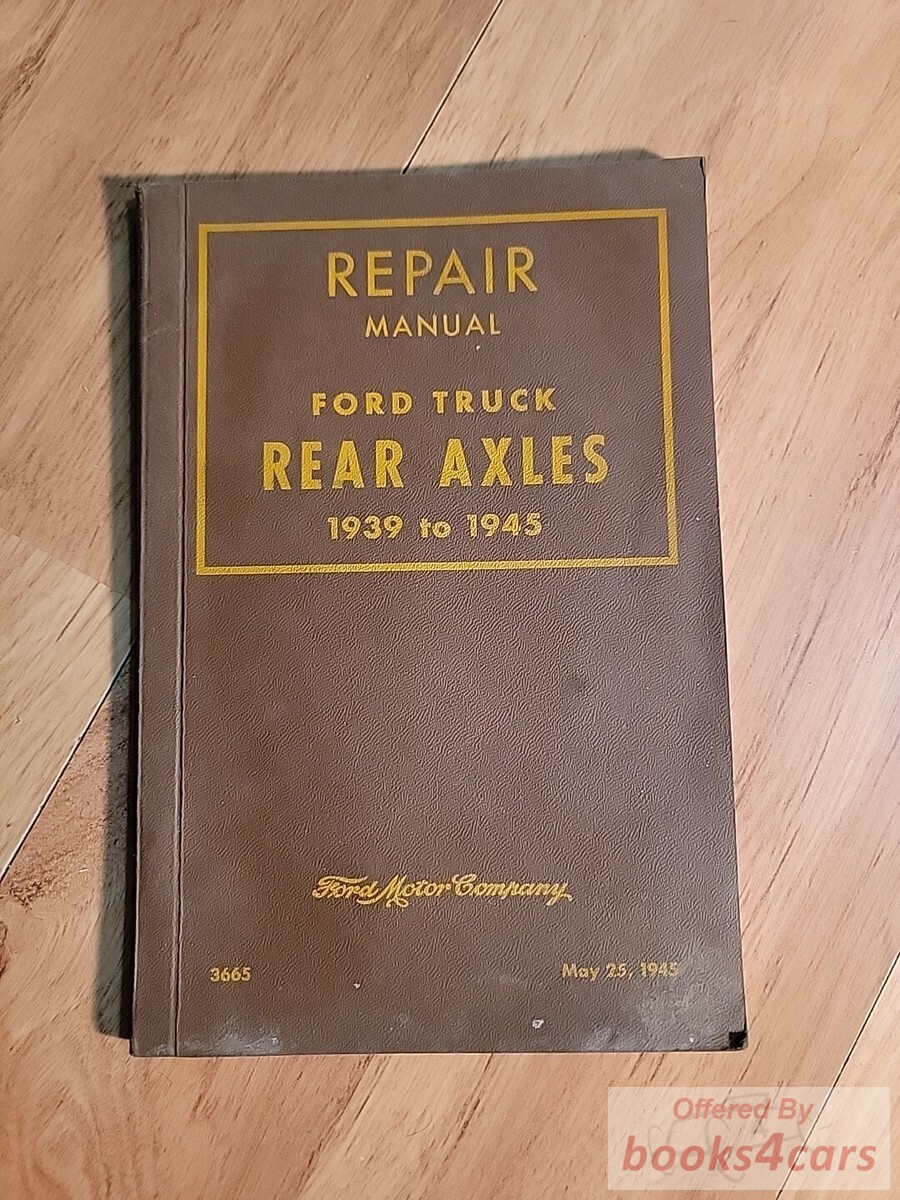 REPAIR
MANUAL
FORD TRUCK
REAR AXLES
1939 to 1945
Ford Motor Company
3665 May 25, 1945
Offered By
books4cars